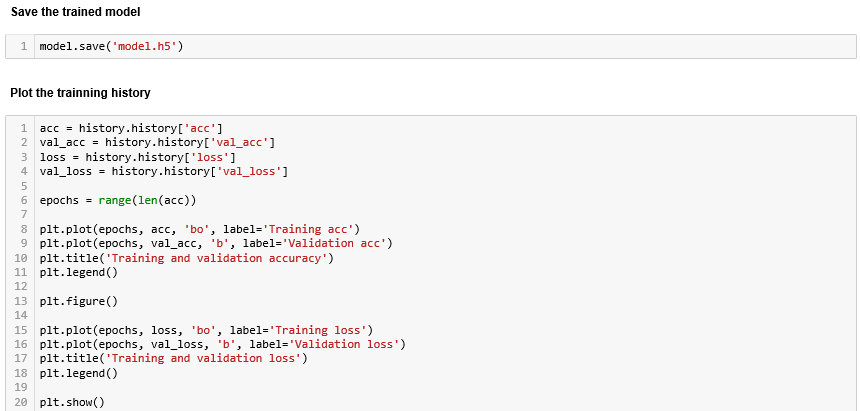 Save the trained model
1 model.save('model.h5')
Plot the trainning history
1 acc = history.history['acc']
2 val_acc = history.history['val_acc']
3 loss = history.history['loss']
4 val_loss = history.history['val_loss']
5
6 epochs = range(len(acc))
7
8 plt.plot(epochs, acc, 'bo', label='Training acc')
9 plt.plot(epochs, val_acc, 'b', label='Validation acc')
10 plt.title('Training and validation accuracy')
11 plt.legend()
12
13 plt.figure()
14
15 plt.plot(epochs, loss, 'bo', label='Training loss')
16 plt.plot(epochs, val_loss, 'b', label='Validation loss')
17 plt.title('Training and validation loss')
18 plt.legend()
19
20 plt.show()